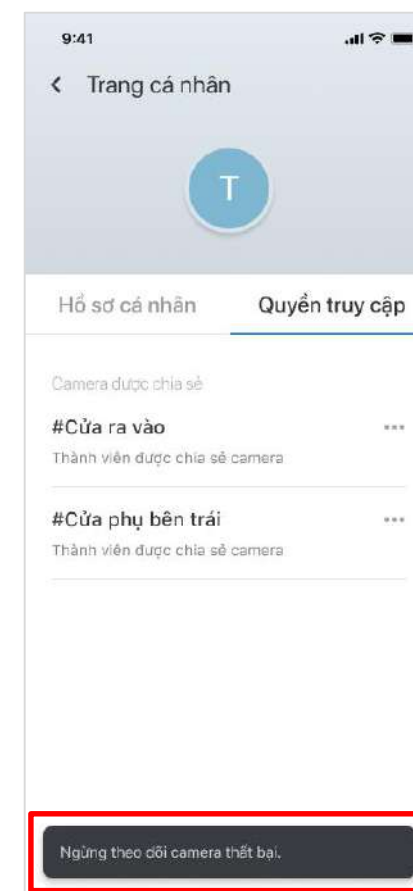 9:41
Trang cá nhân
T
Hồ sơ cá nhân
Quyền truy cập
Camera được chia sẻ
#Cửa ra vào
Thành viên được chia sẻ camera
#Cửa phụ bên trái
Thành viên được chia sẻ camera
Ngừng theo dõi camera thất bại.